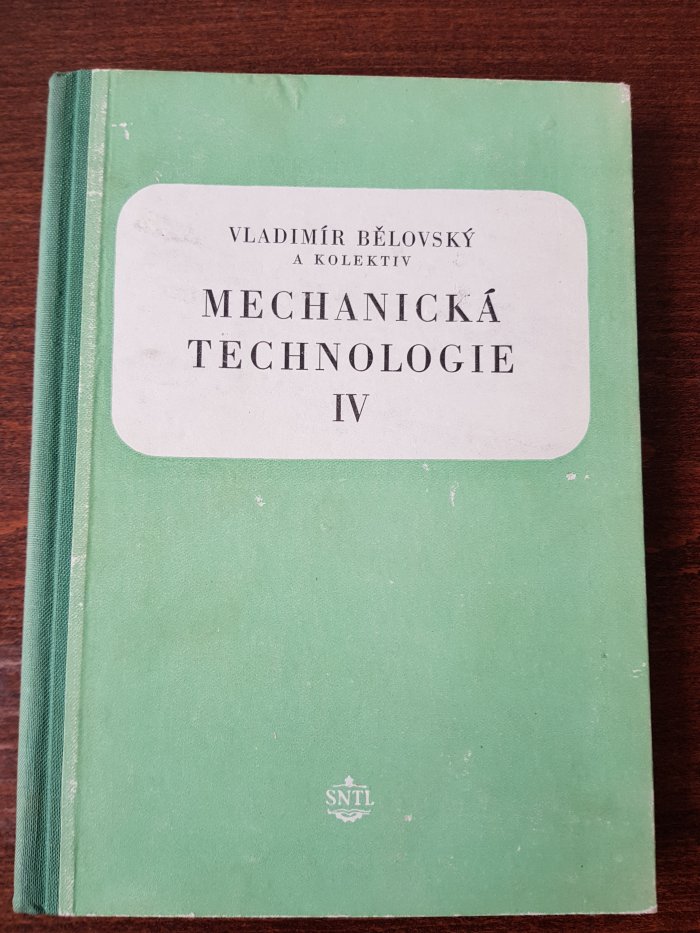 VLADIMÍR BĚLOVSKÝ
A KOLEKTIV
MECHANICKÁ
TECHNOLOGIE
IV
SNTL